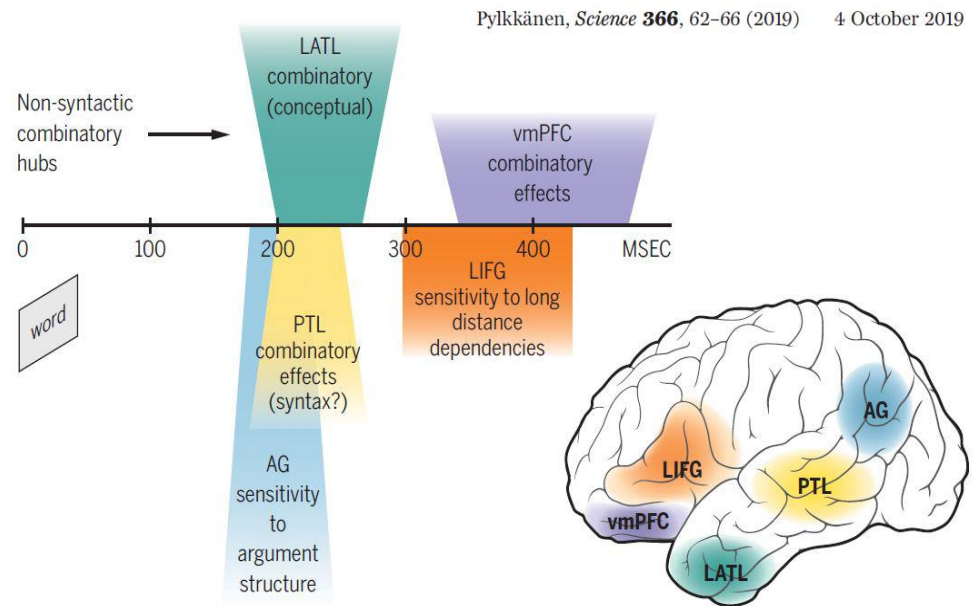 Pylkkänen, Science 366, 62–66 (2019) 4 October 2019
LATL
combinatory
(conceptual)
Non-syntactic
combinatory
hubs
vmPFC
combinatory
effects
0 100 200 300 400 MSEC
word
LIFG
sensitivity to long
distance
dependencies
PTL
combinatory
effects
(syntax?)
AG
sensitivity
to
argument
structure
AG
LIFG
PTL
vmPFC
LATL